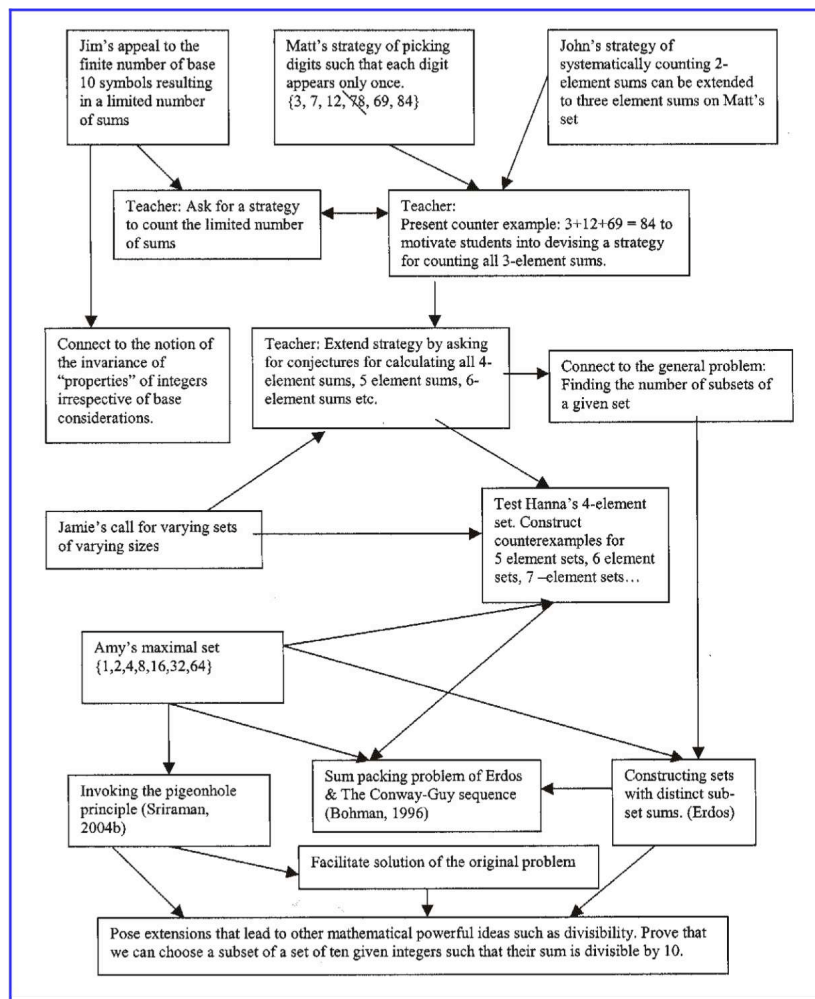 Jim's appeal to the
finite number of base
10 symbols resulting
in a limited number
of sums
Matt's strategy of picking
digits such that each digit
appears only once.
{3, 7, 12, 78, 69, 84}
John's strategy of
systematically counting 2-
element sums can be extended
to three element sums on Matt's
set
Teacher: Ask for a strategy
to count the limited number
of sums
Teacher:
Present counter example: 3+12+69 = 84 to
motivate students into devising a strategy
for counting all 3-element sums.
Connect to the notion of
the invariance of
“properties” of integers
irrespective of base
considerations.
Teacher: Extend strategy by asking
for conjectures for calculating all 4-
element sums, 5 element sums, 6-
element sums etc.
Connect to the general problem:
Finding the number of subsets of
a given set
Jamie's call for varying sets
of varying sizes
Test Hanna's 4-element
set. Construct
counterexamples for
5 element sets, 6 element
sets, 7 –element sets…
Amy's maximal set
{1,2,4,8,16,32,64}
Invoking the pigeonhole
principle (Sriraman,
2004b)
Sum packing problem of Erdos
& The Conway-Guy sequence
(Bohman, 1996)
Constructing sets
with distinct sub-
set sums. (Erdos)
Facilitate solution of the original problem
Pose extensions that lead to other mathematical powerful ideas such as divisibility. Prove that
we can choose a subset of a set of ten given integers such that their sum is divisible by 10.